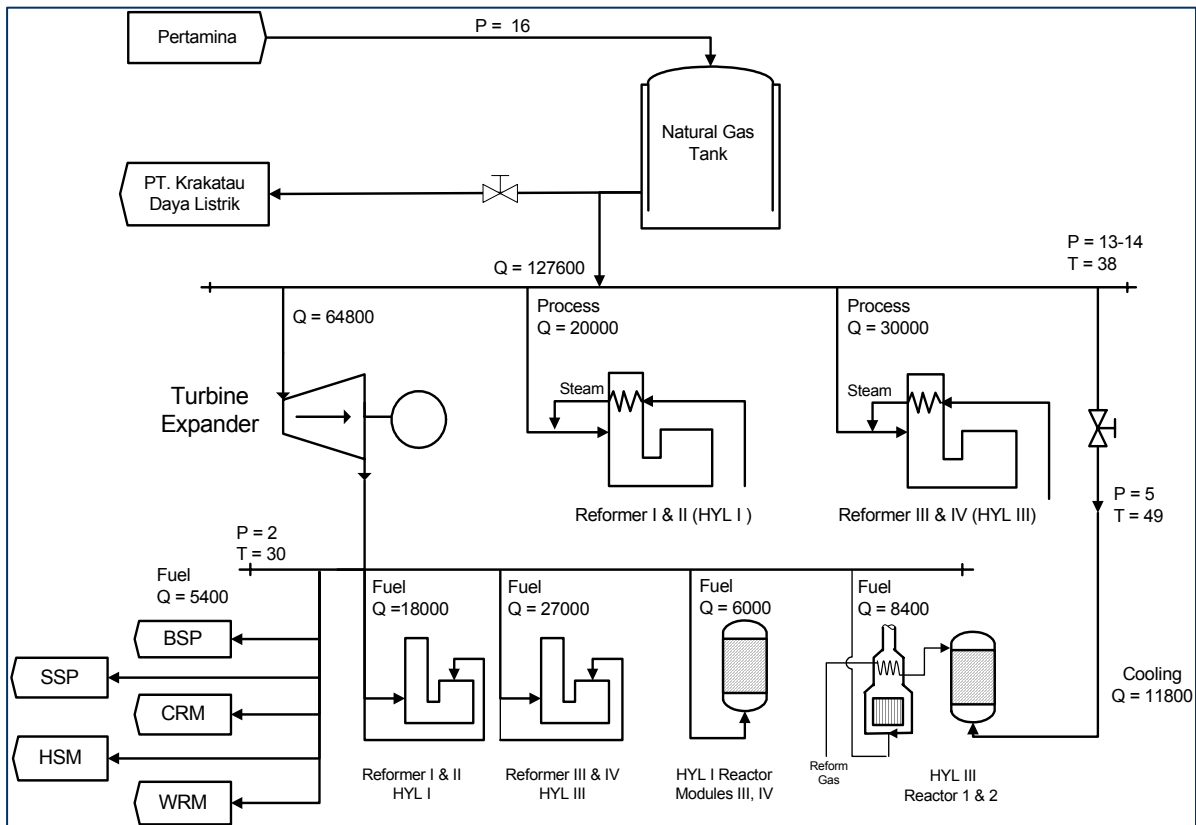 Pertamina
P = 16
Natural Gas
Tank
PT. Krakatau
Daya Listrik
P = 13-14
T = 38
Q = 127600
Q = 64800
Process
Q = 20000
Process
Q = 30000
Turbine
Expander
Steam
Steam
Reformer I & II (HYL I )
Reformer III & IV (HYL III)
P = 5
T = 49
P = 2
T = 30
Fuel
Q = 5400
Fuel
Q =18000
Fuel
Q = 27000
Fuel
Q = 6000
Fuel
Q = 8400
BSP
SSP
CRM
HSM
WRM
Cooling
Q = 11800
Reform
Gas
Reformer I & II
HYL I
Reformer III & IV
HYL III
HYL I Reactor
Modules III, IV
HYL III
Reactor 1 & 2